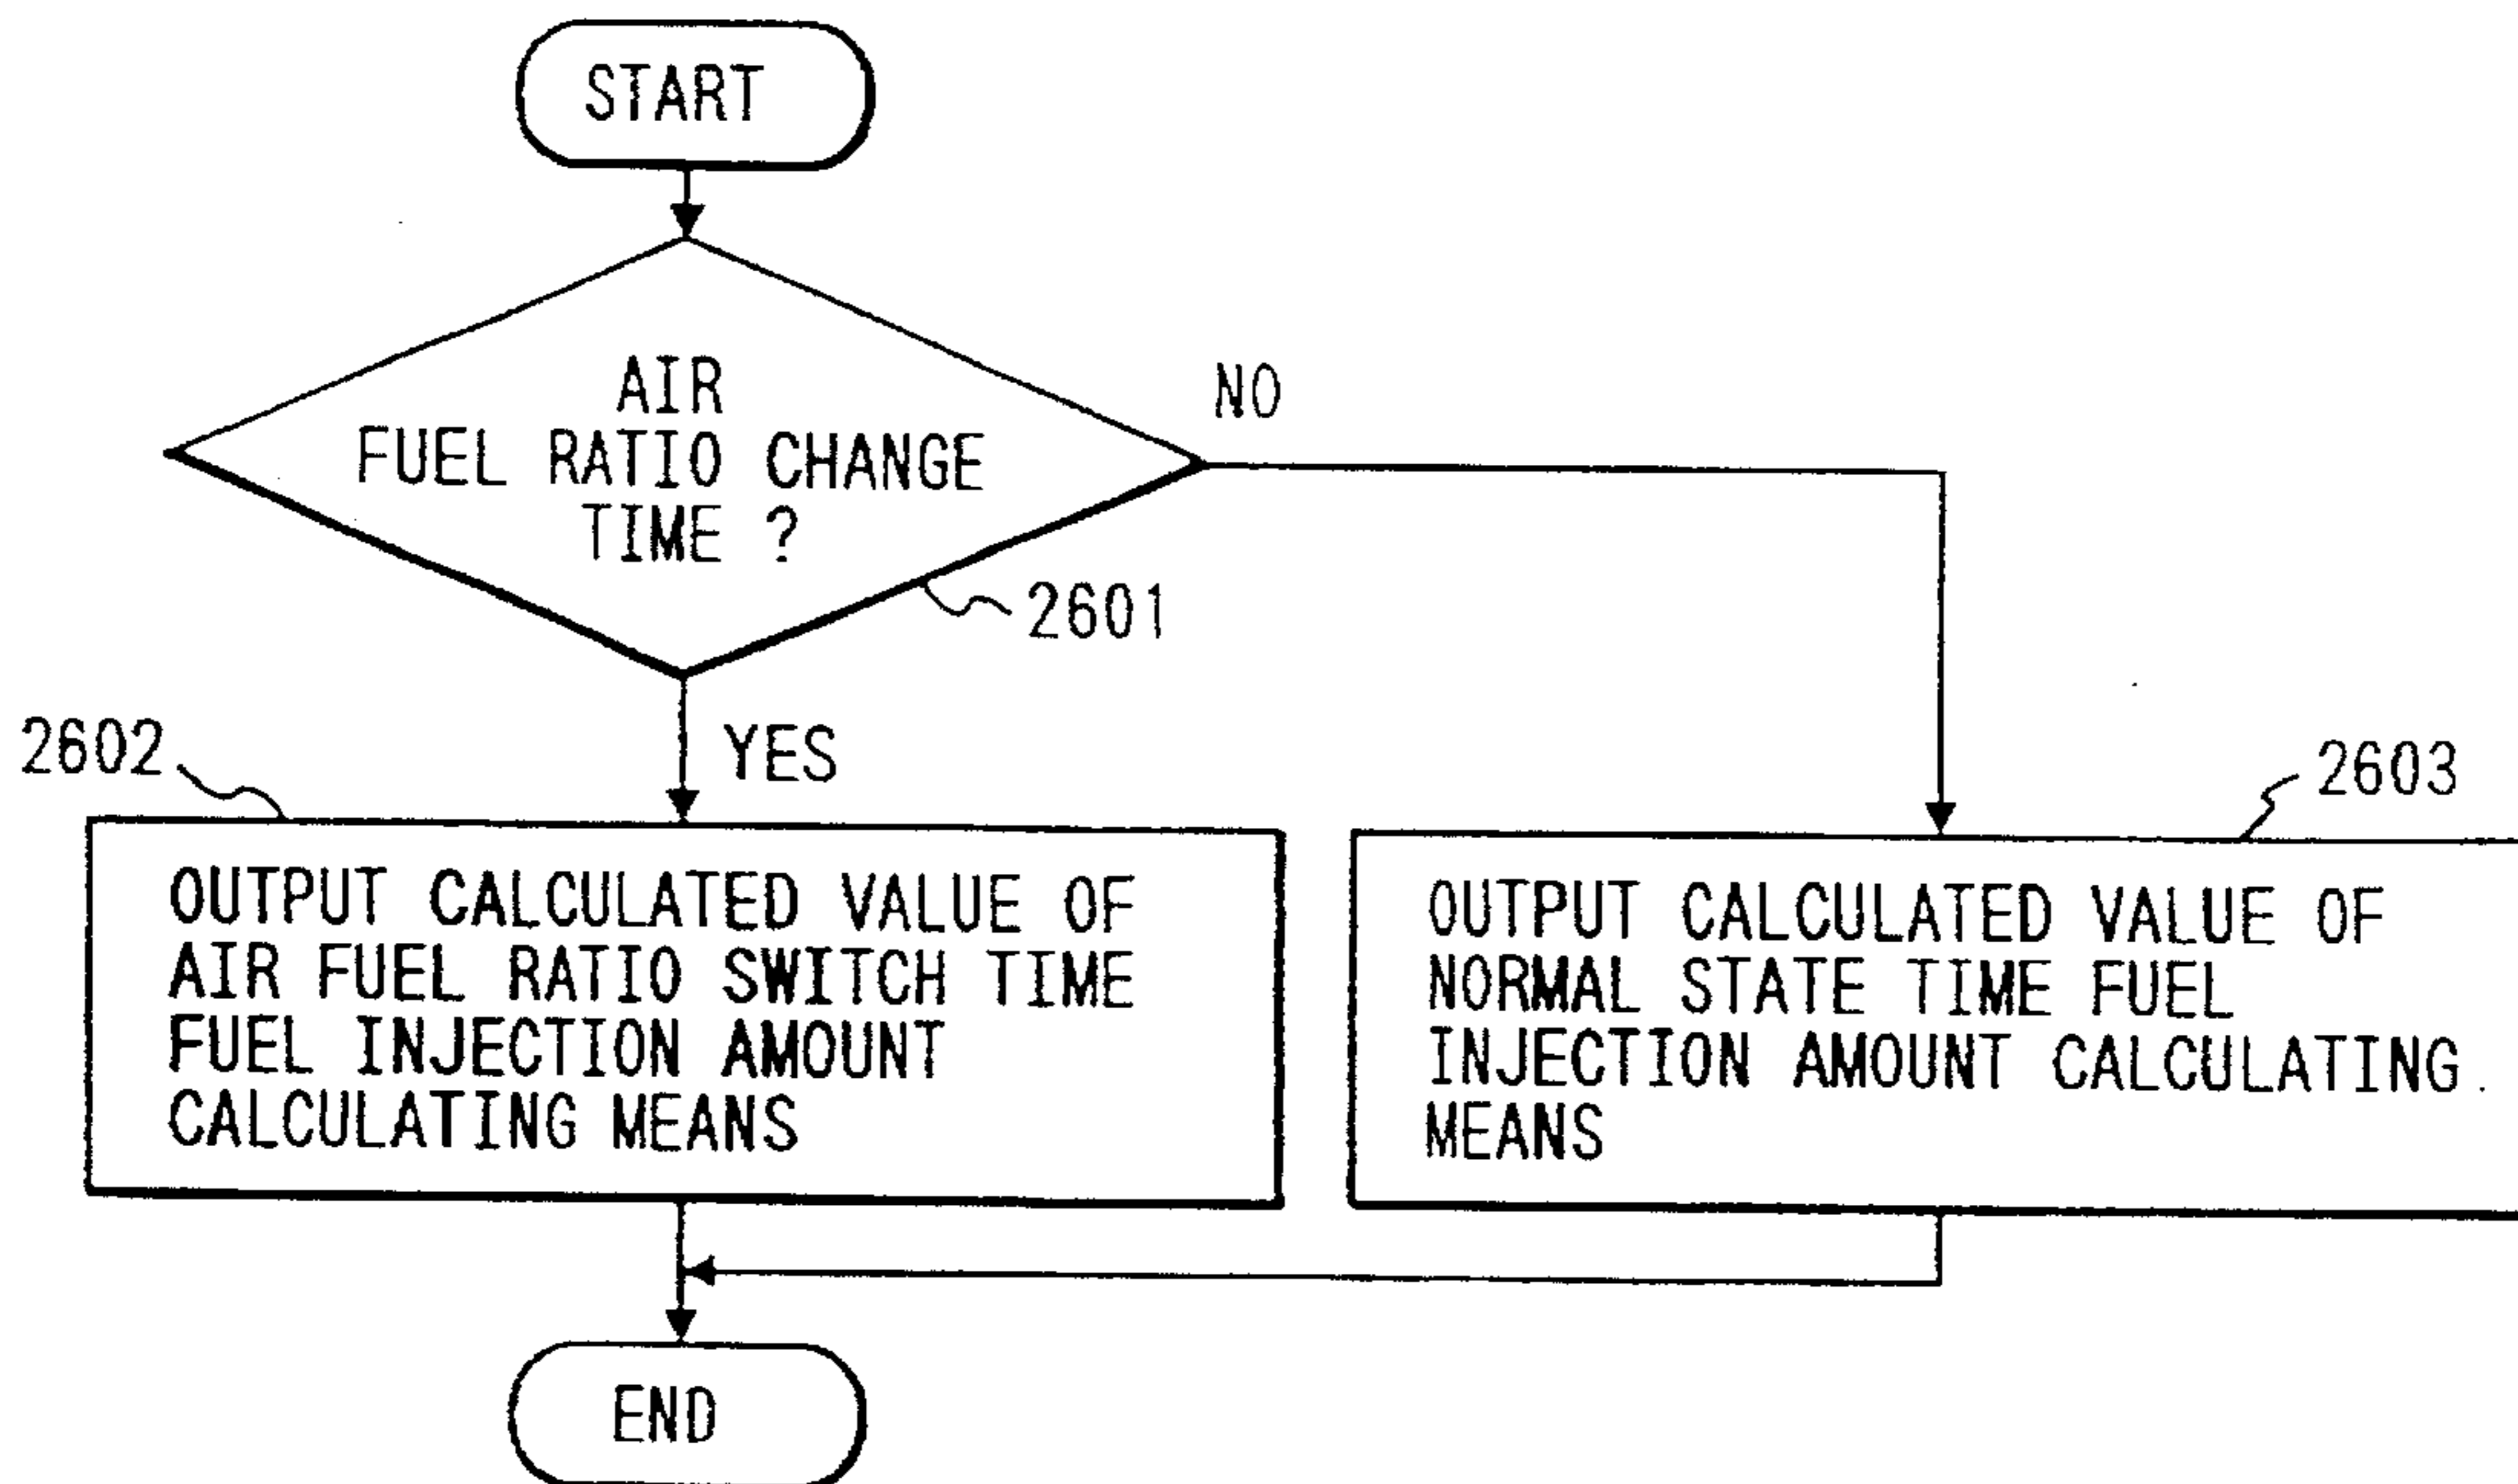 START
AIR
FUEL RATIO CHANGE
TIME ?
NO
2601
YES
2602
2603
OUTPUT CALCULATED VALUE OF
AIR FUEL RATIO SWITCH TIME
FUEL INJECTION AMOUNT
CALCULATING MEANS
OUTPUT CALCULATED VALUE OF
NORMAL STATE TIME FUEL
INJECTION AMOUNT CALCULATING
MEANS
END